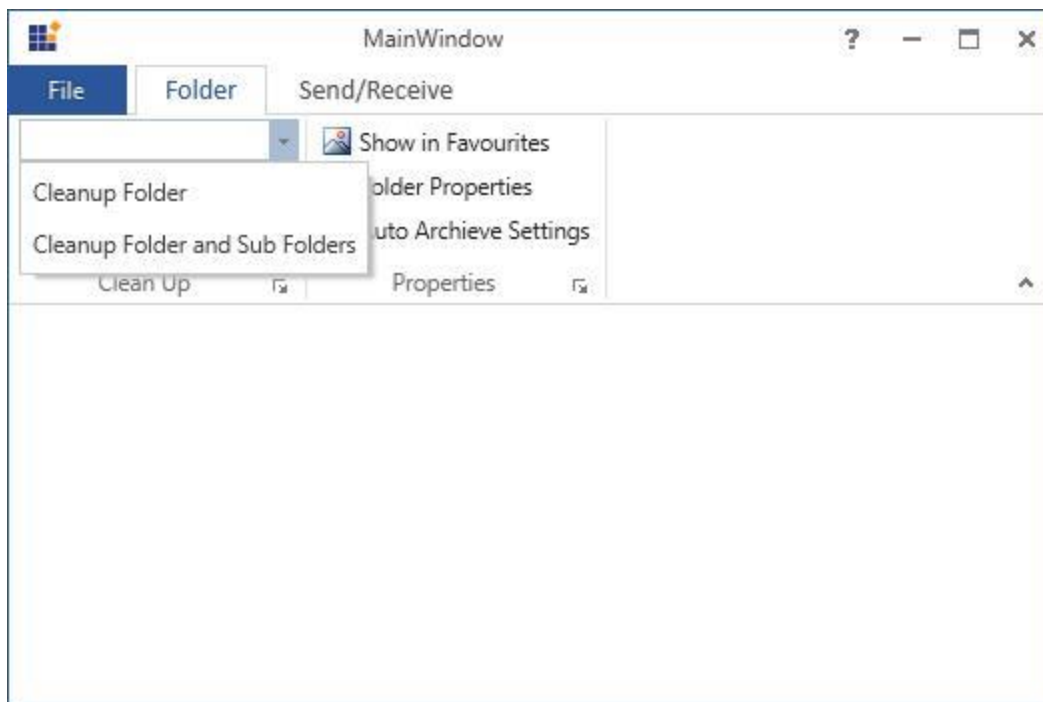 MainWindow
?
File Folder Send/Receive
Show in Favourites
Cleanup Folder
older Properties
uto Archieve Settings
Cleanup Folder and Sub Folders
Clean Up Properties